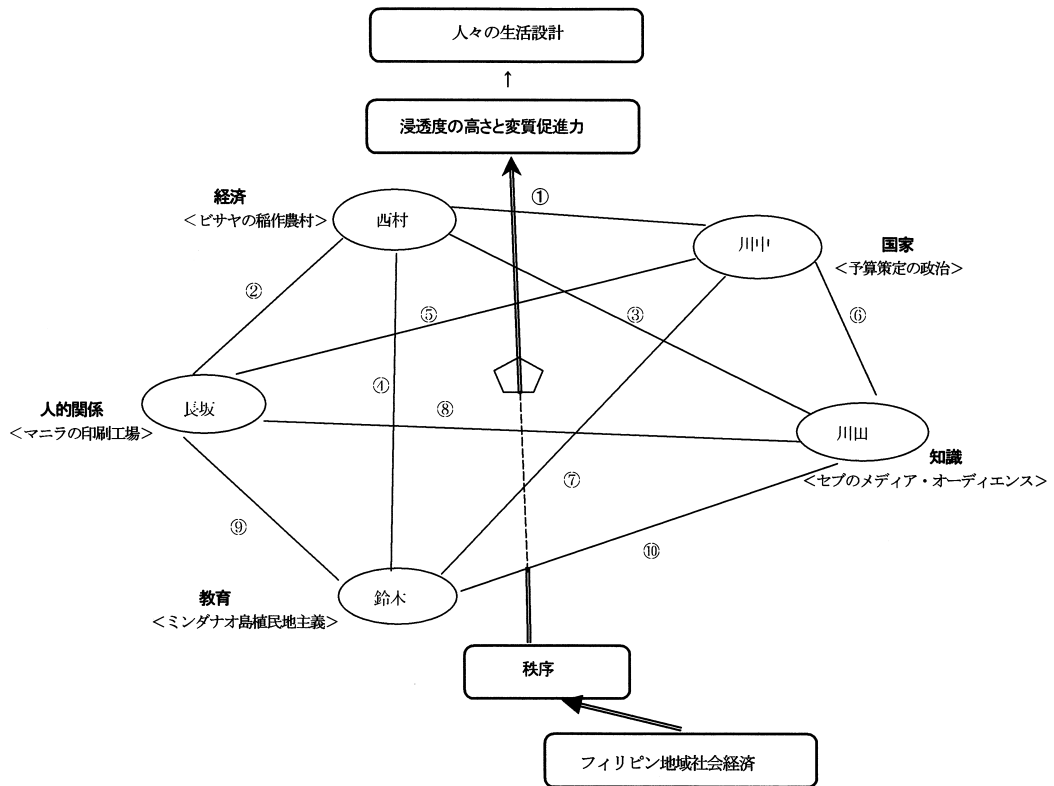 人々の生活設計
↑
浸透度の高さと変質促進力
経済
＜ビサヤの稲作農村＞
西村
①
川中
国家
＜予算策定の政治＞
②
⑤
③
⑥
人的関係
＜マニラの印刷工場＞
長坂
④
⑧
川田
知識
＜セブのメディア・オーディエンス＞
⑦
⑨
⑩
教育
＜ミンダナオ島植民地主義＞
鈴木
秩序
フィリピン地域社会経済